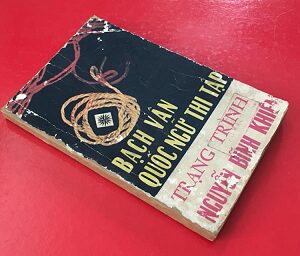 BẠCH VÂN
QUỐC NGỮ THI TẬP
TRẠNG TRÌNH
NGUYỄN BỈNH KHIÊM